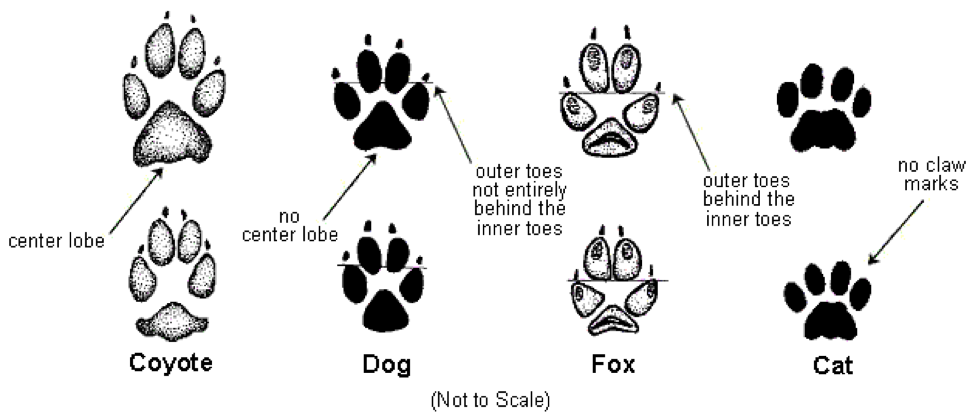 center lobe
no
center lobe
outer toes
not entirely
behind the
inner toes
outer toes
behind the
inner toes
no claw
marks
Coyote
Dog
Fox
Cat
(Not to Scale)